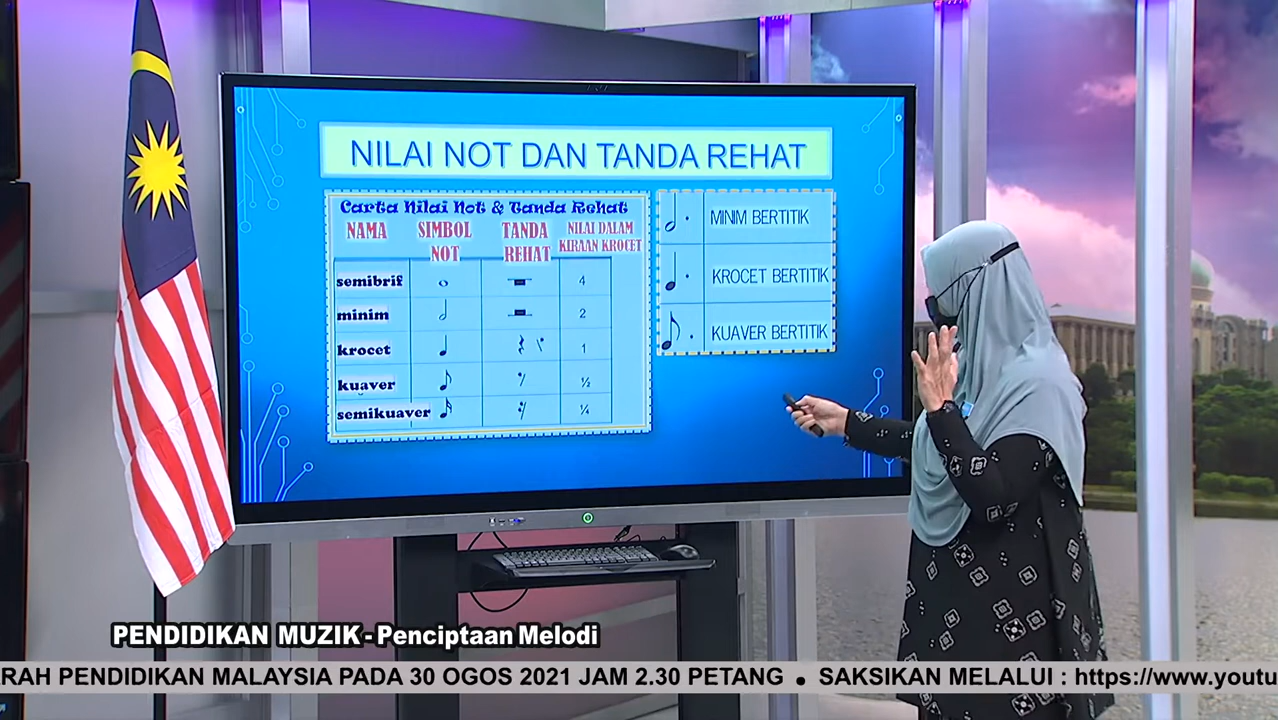 NILAI NOT DAN TANDA REHAT
Carta Nilai Not & Tanda Rehat
NAMA SIMBOL NOT TANDA REHAT NILAI DALAM KIRAAN KROCET
semibrif 4
minim 2
krocet 1
kuaver ½
semikuaver ¼
MINIM BERTITIK
KROCET BERTITIK
KUAVER BERTITIK
PENDIDIKAN MUZIK - Penciptaan Melodi
ARAH PENDIDIKAN MALAYSIA PADA 30 OGOS 2021 JAM 2.30 PETANG ● SAKSIKAN MELALUI : https://www.youtu